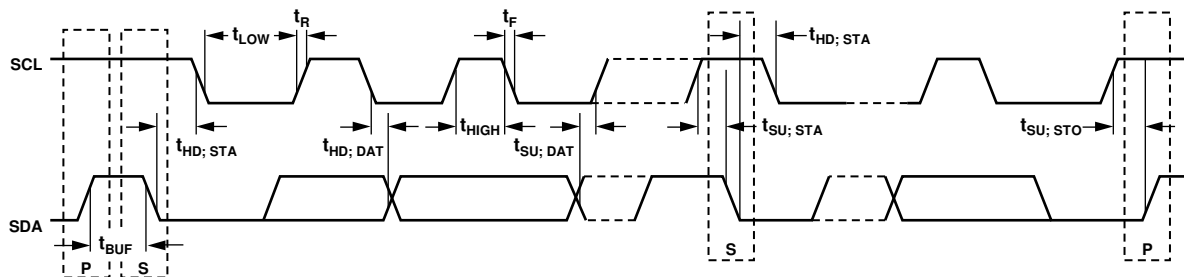 tR tF
tLOW tHD; STA
SCL
tHD; STA tHD; DAT tHIGH tSU; DAT tSU; STA tSU; STO
SDA
tBUF
P S S P